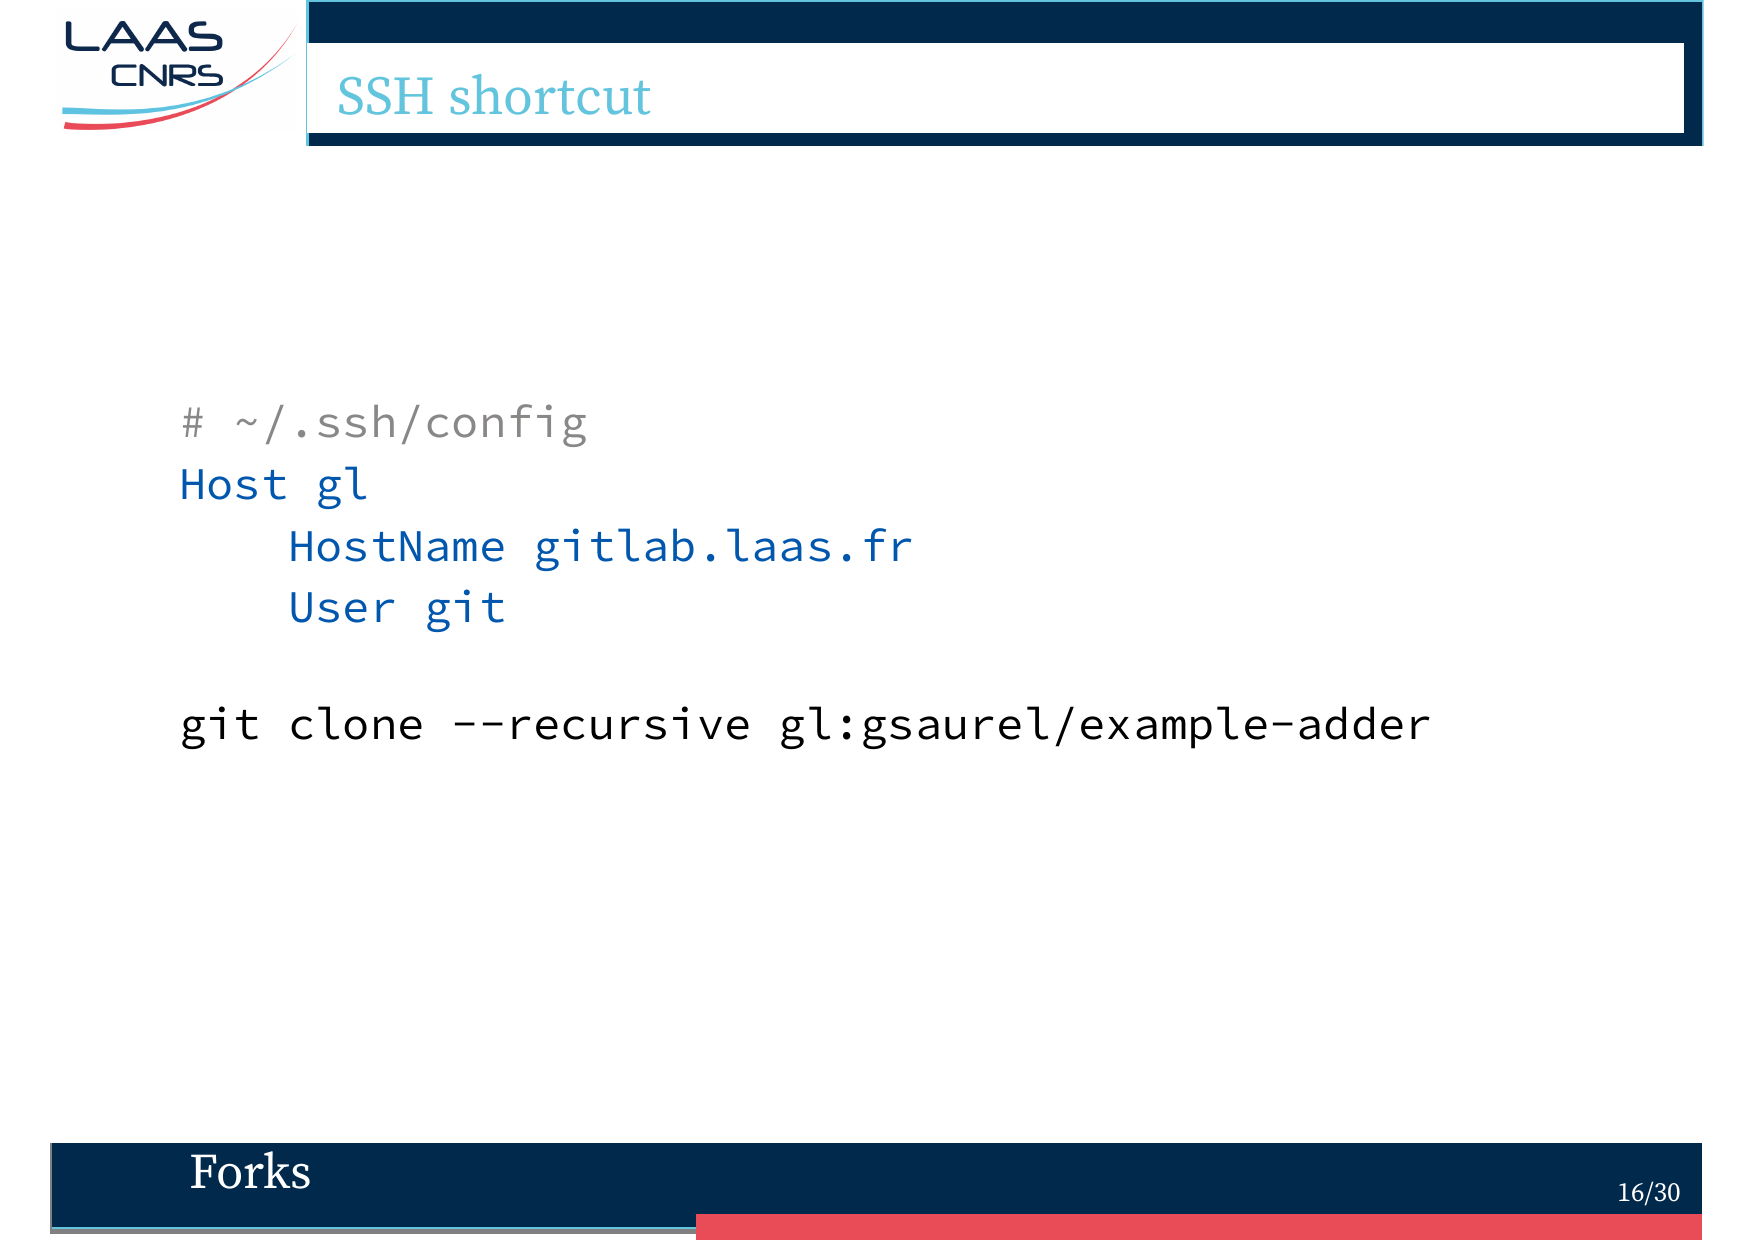 LAAS
CNRS
SSH shortcut
# ~/.ssh/config
Host gl
    HostName gitlab.laas.fr
    User git
git clone --recursive gl:gsaurel/example-adder
Forks
16/30